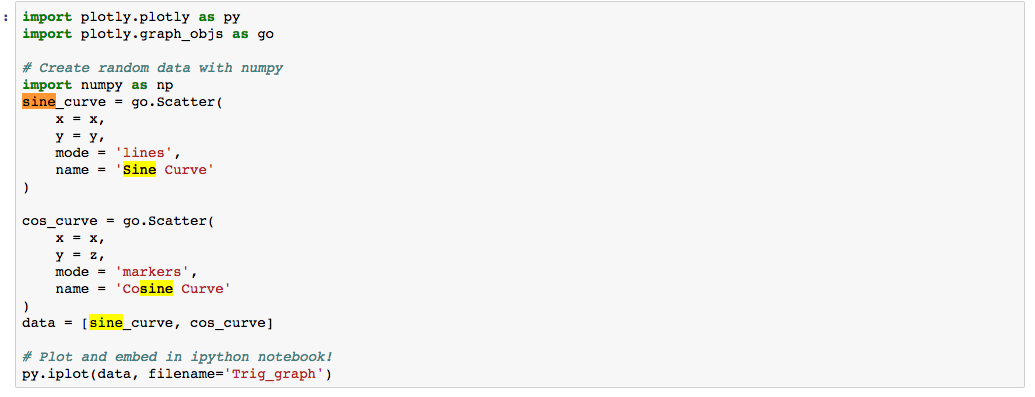 :
import plotly.plotly as py
import plotly.graph_objs as go

# Create random data with numpy
import numpy as np
sine_curve = go.Scatter(
    x = x,
    y = y,
    mode = 'lines',
    name = 'Sine Curve'
)

cos_curve = go.Scatter(
    x = x,
    y = z,
    mode = 'markers',
    name = 'Cosine Curve'
)
data = [sine_curve, cos_curve]

# Plot and embed in ipython notebook!
py.iplot(data, filename='Trig_graph')